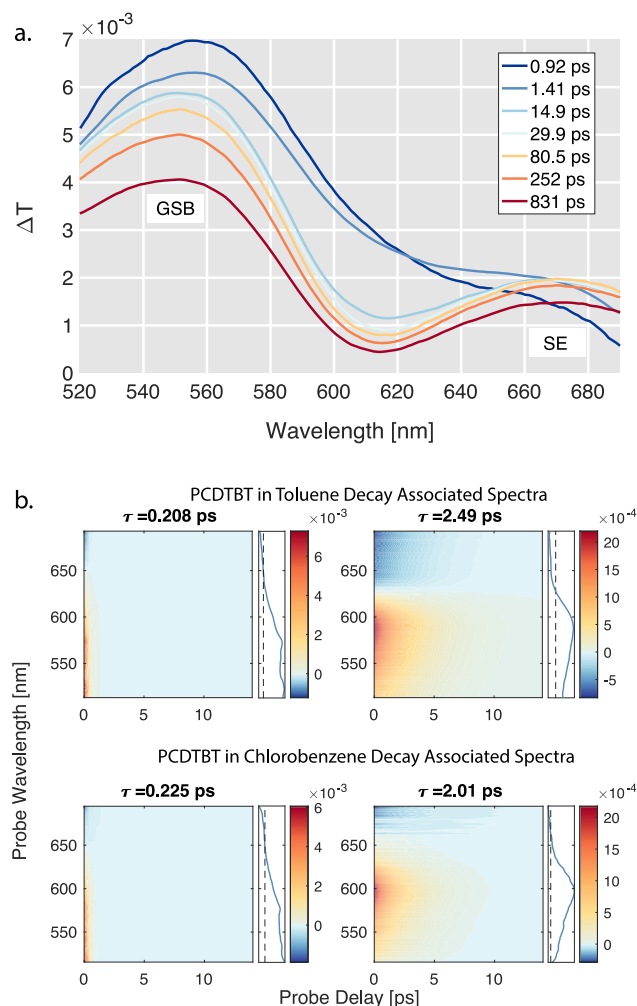 a.
×10⁻³
7
6
5
4
3
2
1
0
ΔT
GSB
SE
0.92 ps
1.41 ps
14.9 ps
29.9 ps
80.5 ps
252 ps
831 ps
520 540 560 580 600 620 640 660 680
Wavelength [nm]
b.
PCDTBT in Toluene Decay Associated Spectra
τ =0.208 ps
×10⁻³
650
600
550
0 5 10
6
4
2
0
τ =2.49 ps
×10⁻⁴
0 5 10
20
15
10
5
0
-5
PCDTBT in Chlorobenzene Decay Associated Spectra
τ =0.225 ps
×10⁻³
650
600
550
0 5 10
6
4
2
0
τ =2.01 ps
×10⁻⁴
0 5 10
20
15
10
5
0
Probe Wavelength [nm]
Probe Delay [ps]